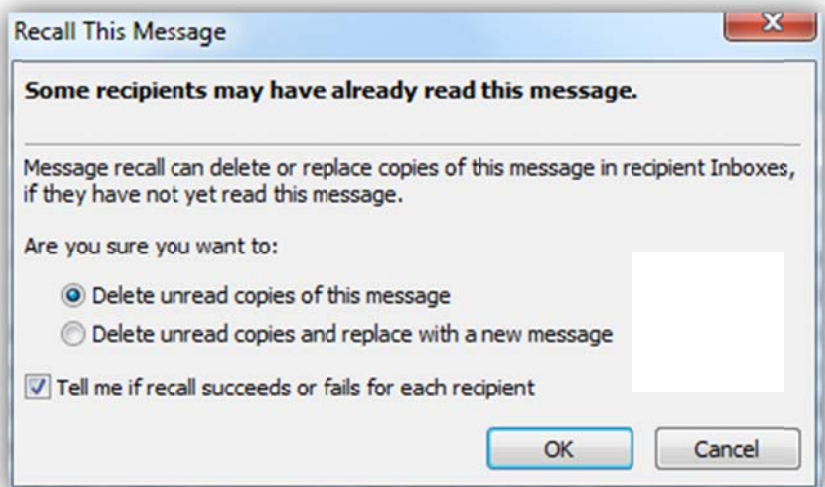 Recall This Message
Some recipients may have already read this message.
Message recall can delete or replace copies of this message in recipient Inboxes,
if they have not yet read this message.
Are you sure you want to:
Delete unread copies of this message
Delete unread copies and replace with a new message
Tell me if recall succeeds or fails for each recipient
OK
Cancel